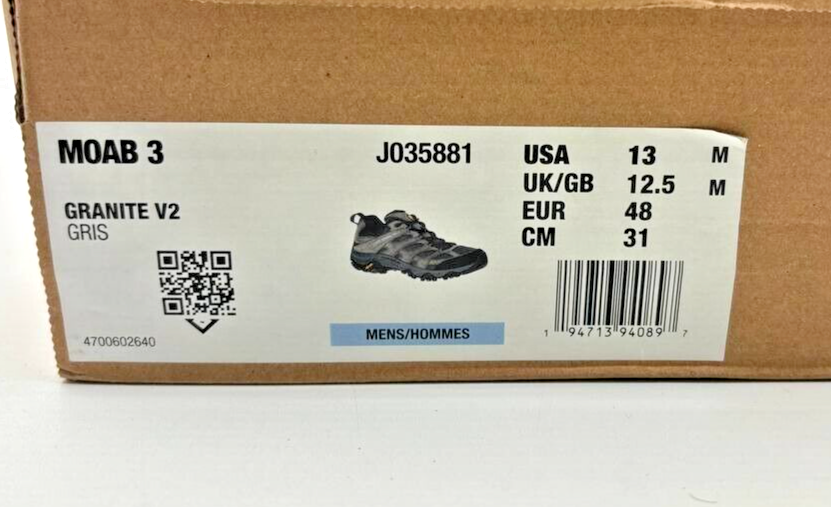 MOAB 3
J035881
GRANITE V2
GRIS
4700602640
MENS/HOMMES
USA 13 M
UK/GB 12.5 M
EUR 48
CM 31
1 94713 94089 7